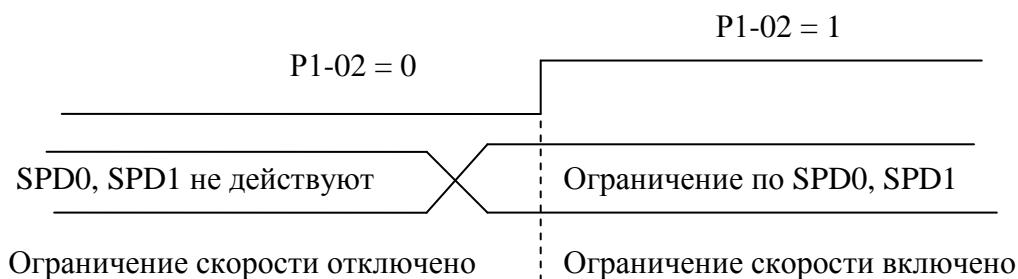 P1-02 = 1
P1-02 = 0
SPD0, SPD1 не действуют
Ограничение по SPD0, SPD1
Ограничение скорости отключено
Ограничение скорости включено